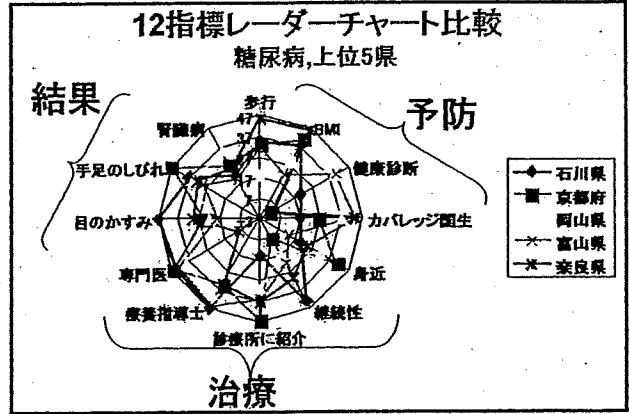 12指標レーダーチャート比較
糖尿病,上位5県
結果
予防
治療
歩行
BMI
健康診断
カバレッジ国生
身近
継続性
診療所に紹介
療養指導士
専門医
目のかすみ
手足のしびれ
腎臓病
47
37
7
-3
石川県
京都府
岡山県
富山県
奈良県